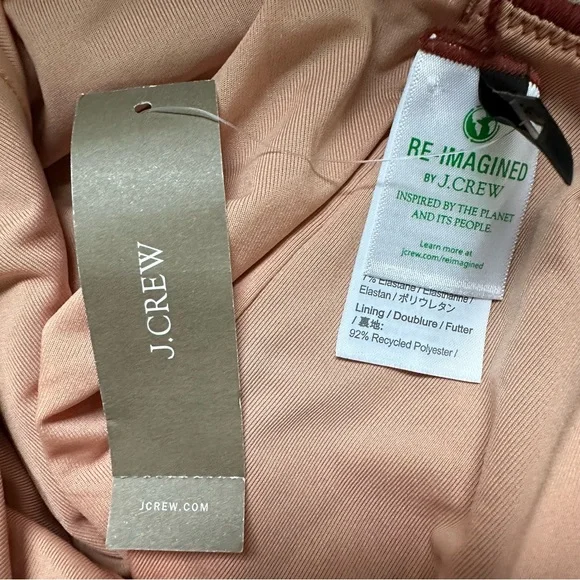 J.CREW
JCREW.COM
RE-IMAGINED
BY J.CREW
INSPIRED BY THE PLANET
AND ITS PEOPLE.
Learn more at
jcrew.com/reimagined
7% Elastane / Elasthanne /
Elastan / ポリウレタン
Lining / Doublure / Futter
/ 裏地:
92% Recycled Polyester /